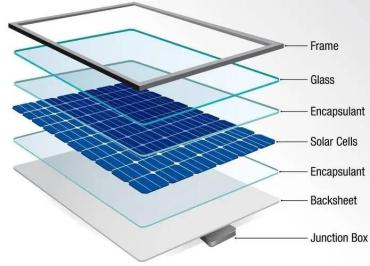 Frame
Glass
Encapsulant
Solar Cells
Encapsulant
Backsheet
Junction Box